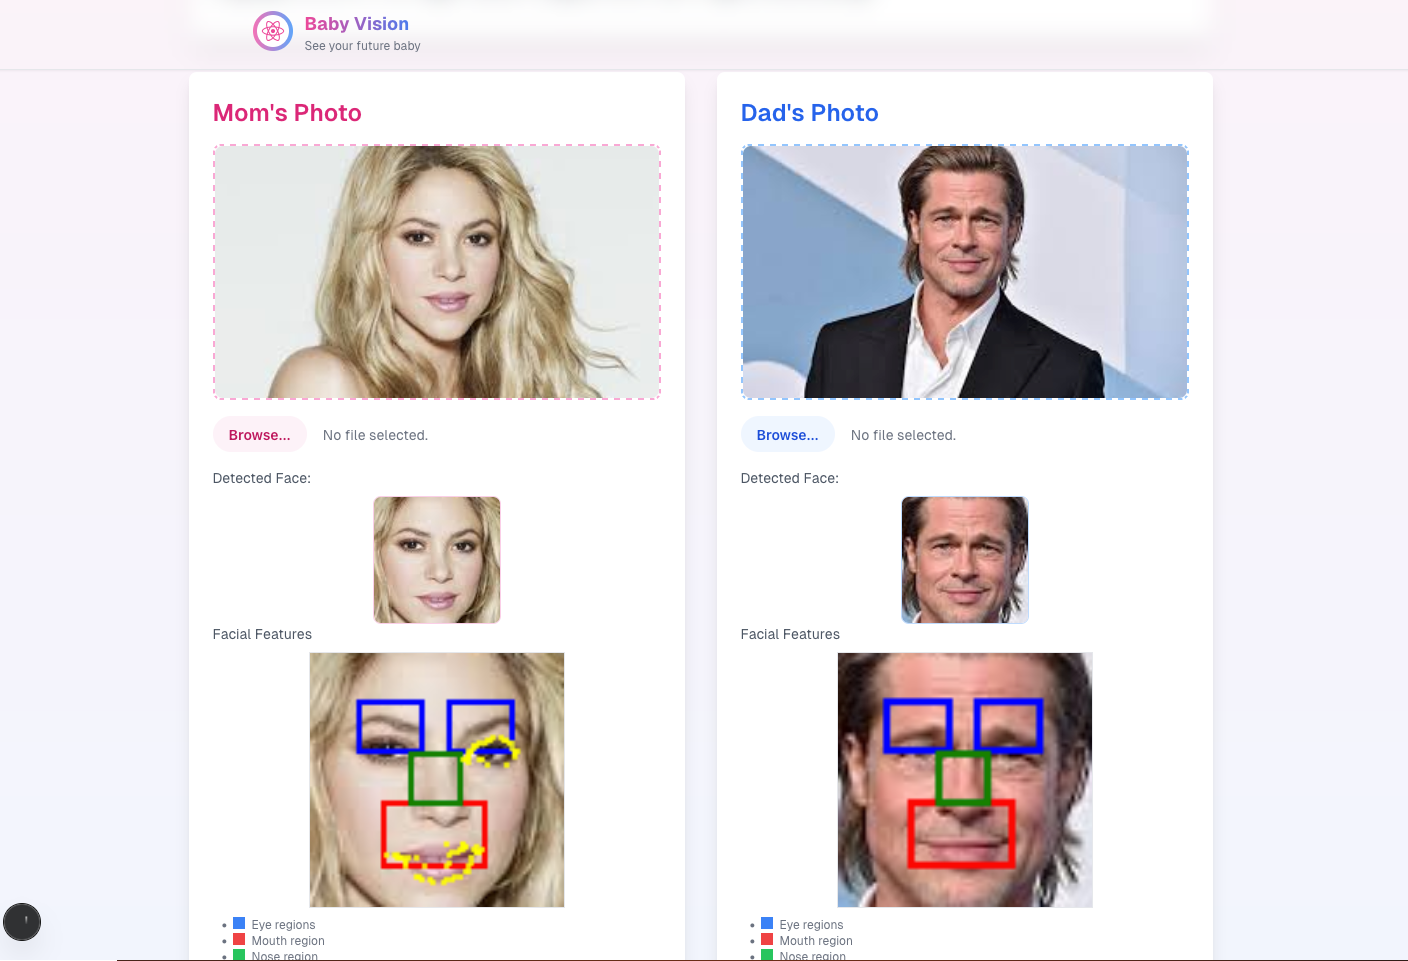 Baby Vision
See your future baby
Mom's Photo
Browse...
No file selected.
Detected Face:
Facial Features
Eye regions
Mouth region
Nose region
Dad's Photo
Browse...
No file selected.
Detected Face:
Facial Features
Eye regions
Mouth region
Nose region